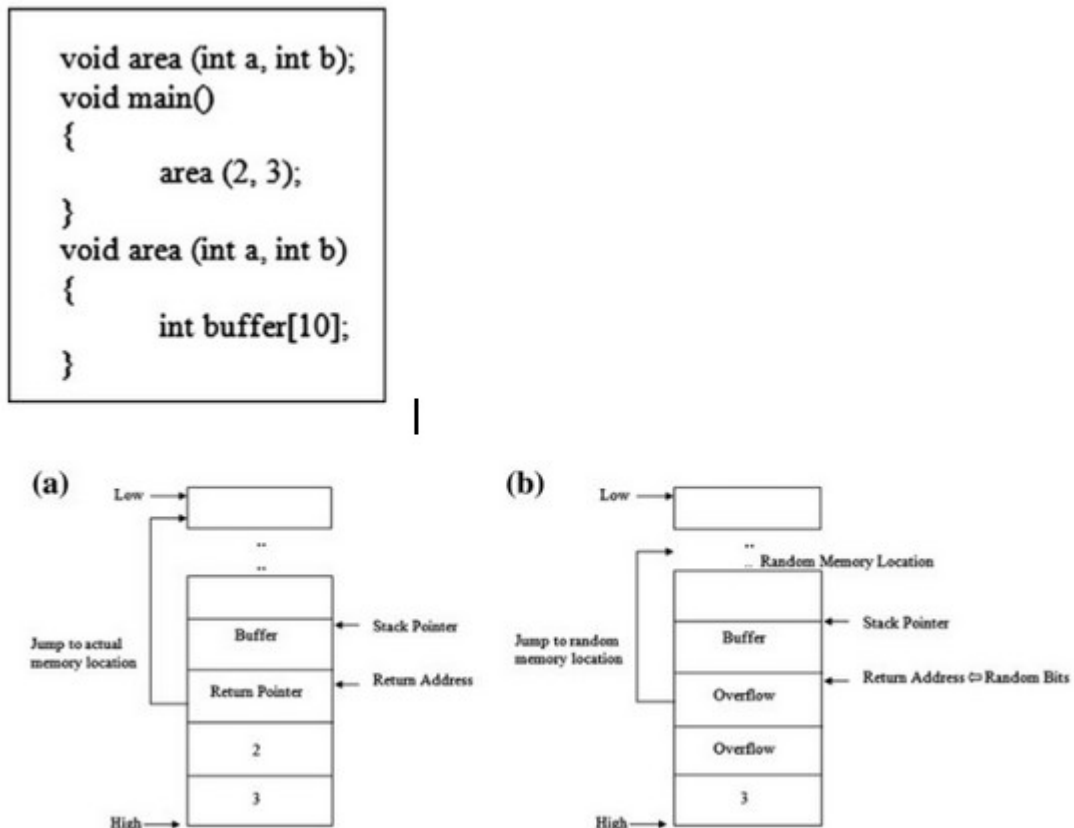 void area (int a, int b);
void main()
{
area (2, 3);
}
void area (int a, int b)
{
int buffer[10];
}
(a)
Low
..
..
Buffer
Stack Pointer
Jump to actual
memory location
Return Pointer
Return Address
2
3
High
(b)
Low
..
.. Random Memory Location
Buffer
Stack Pointer
Jump to random
memory location
Overflow
Return Address ⇦ Random Bits
Overflow
3
High